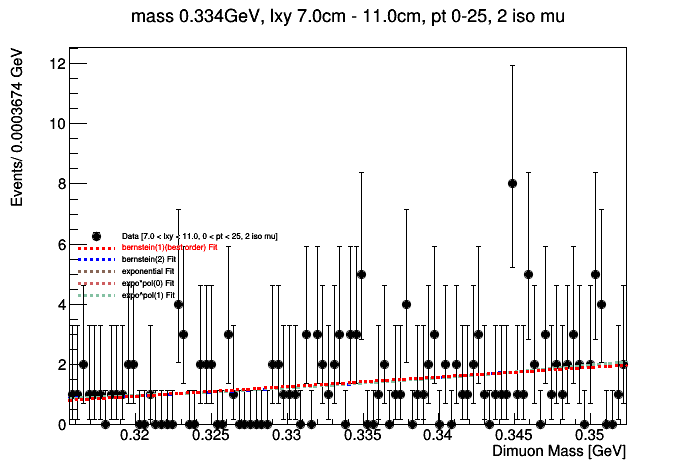 mass 0.334GeV, lxy 7.0cm - 11.0cm, pt 0-25, 2 iso mu
Events/ 0.0003674 GeV
12
10
8
6
4
2
0
Data [7.0 < lxy < 11.0, 0 < pt < 25, 2 iso mu]
bernstein(1)(best order) Fit
bernstein(2) Fit
exponential Fit
expo*pol(0) Fit
expo*pol(1) Fit
0.32 0.325 0.33 0.335 0.34 0.345 0.35
Dimuon Mass [GeV]